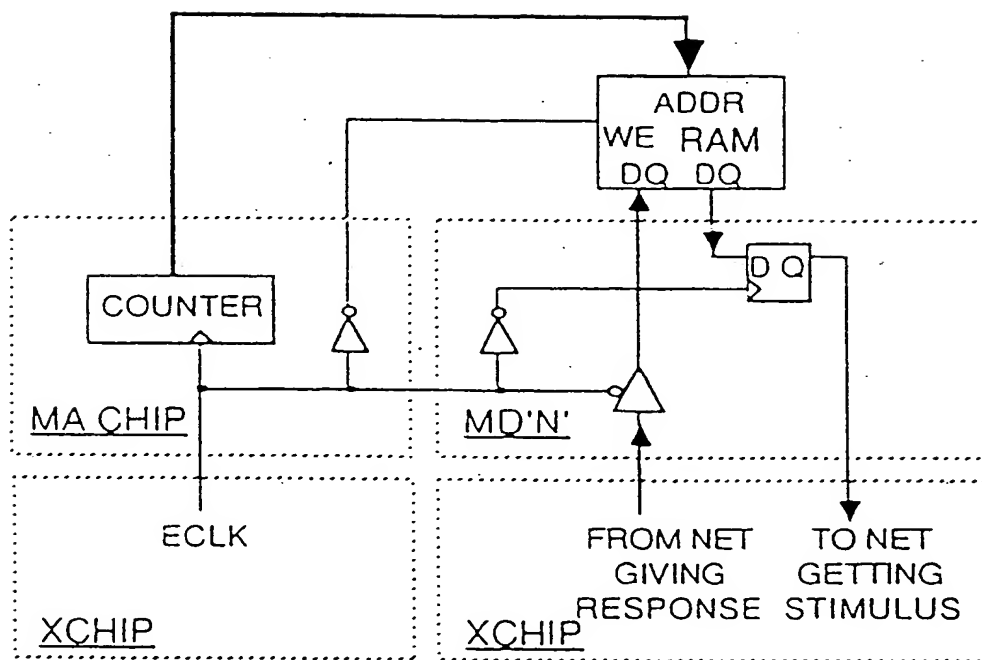 ADDR
WE RAM
DQ DQ
D Q
COUNTER
MA CHIP
MD'N'
ECLK
FROM NET
GIVING
RESPONSE
TO NET
GETTING
STIMULUS
XCHIP
XCHIP